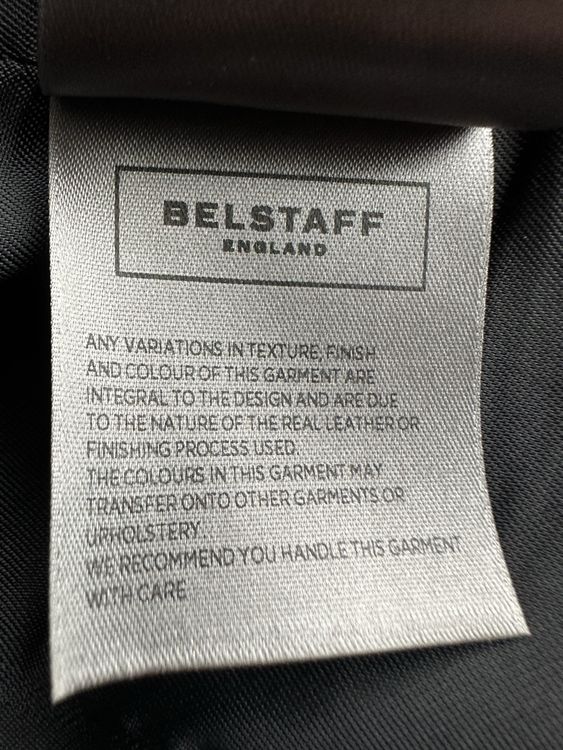 BELSTAFF
ENGLAND
ANY VARIATIONS IN TEXTURE, FINISH
AND COLOUR OF THIS GARMENT ARE
INTEGRAL TO THE DESIGN AND ARE DUE
TO THE NATURE OF THE REAL LEATHER OR
FINISHING PROCESS USED.
THE COLOURS IN THIS GARMENT MAY
TRANSFER ONTO OTHER GARMENTS OR
UPHOLSTERY.
WE RECOMMEND YOU HANDLE THIS GARMENT
WITH CARE